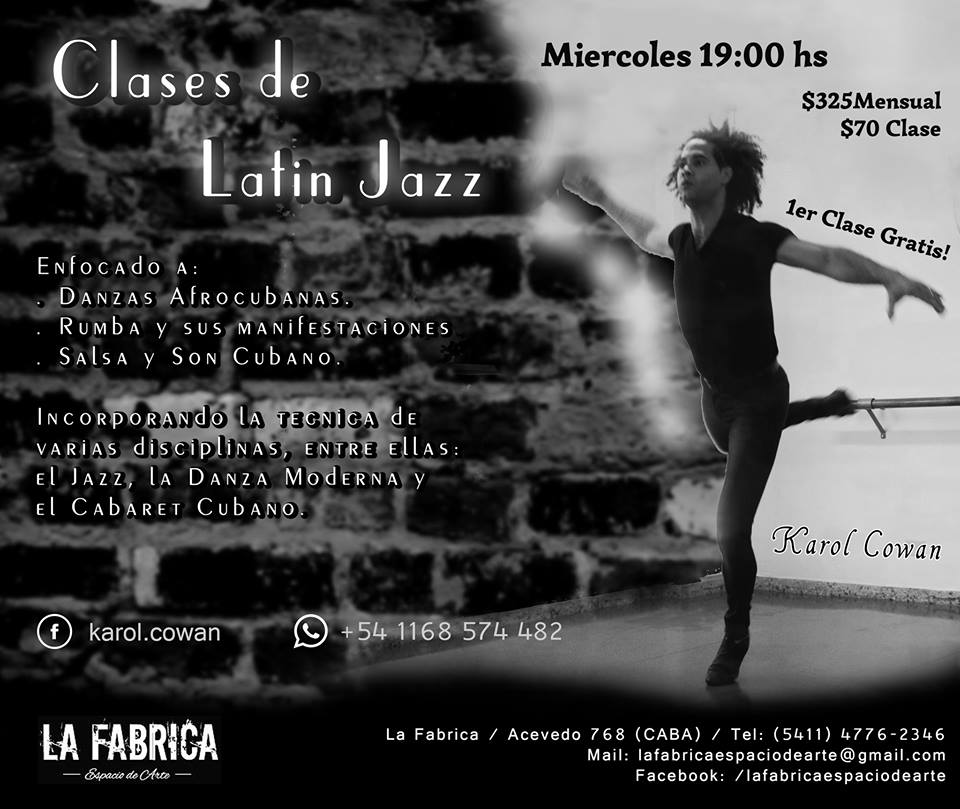 Clases de
Latin Jazz
Miercoles 19:00 hs
$325Mensual
$70 Clase
1er Clase Gratis!
Enfocado a:
. Danzas Afrocubanas.
. Rumba y sus manifestaciones
. Salsa y Son Cubano.
Incorporando la tecnica de
varias disciplinas, entre ellas:
el Jazz, la Danza Moderna y
el Cabaret Cubano.
Karol Cowan
f karol.cowan
+54 1168 574 482
LA FABRICA
Espacio de Arte
La Fabrica / Acevedo 768 (CABA) / Tel: (5411) 4776-2346
Mail: lafabricaespaciodearte@gmail.com
Facebook: /lafabricaespaciodearte